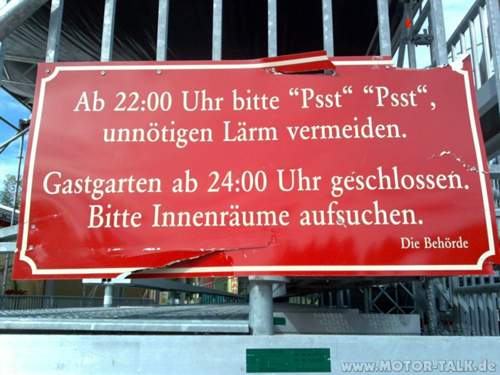 Ab 22:00 Uhr bitte “Psst“ “Psst“,
unnötigen Lärm vermeiden.
Gastgarten ab 24:00 Uhr geschlossen.
Bitte Innenräume aufsuchen.
Die Behörde
www.MOTOR-TALK.de